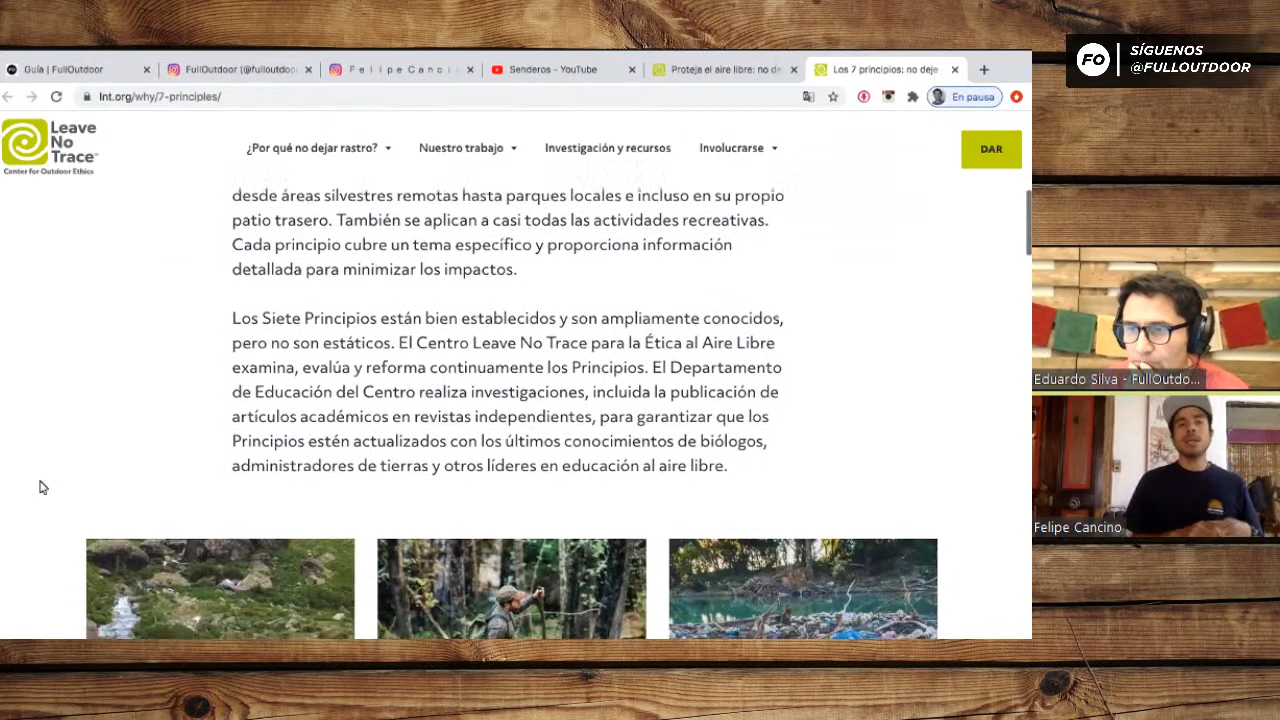 FO
SÍGUENOS
@FULLOUTDOOR
Guía | FullOutdoor
FullOutdoor (@fulloutdoo
F e l i p e C a n c i
Senderos - YouTube
Proteja el aire libre: no de
Los 7 principios: no deje
lnt.org/why/7-principles/
En pausa
Leave
No
Trace
Center for Outdoor Ethics
¿Por qué no dejar rastro?
Nuestro trabajo
Investigación y recursos
Involucrarse
DAR
desde áreas silvestres remotas hasta parques locales e incluso en su propio
patio trasero. También se aplican a casi todas las actividades recreativas.
Cada principio cubre un tema específico y proporciona información
detallada para minimizar los impactos.
Los Siete Principios están bien establecidos y son ampliamente conocidos,
pero no son estáticos. El Centro Leave No Trace para la Ética al Aire Libre
examina, evalúa y reforma continuamente los Principios. El Departamento
de Educación del Centro realiza investigaciones, incluida la publicación de
artículos académicos en revistas independientes, para garantizar que los
Principios estén actualizados con los últimos conocimientos de biólogos,
administradores de tierras y otros líderes en educación al aire libre.
Eduardo Silva - FullOutdo...
Felipe Cancino